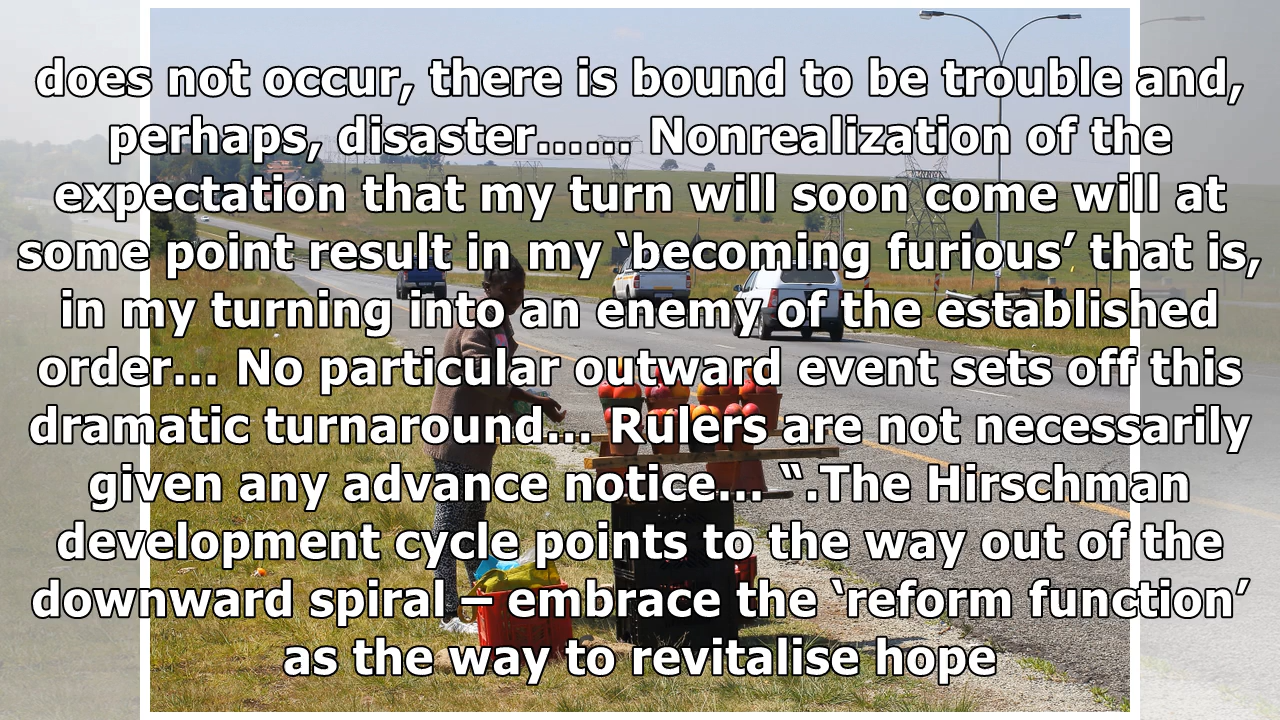 does not occur, there is bound to be trouble and,
perhaps, disaster…… Nonrealization of the
expectation that my turn will soon come will at
some point result in my ‘becoming furious’ that is,
in my turning into an enemy of the established
order… No particular outward event sets off this
dramatic turnaround… Rulers are not necessarily
given any advance notice… “.The Hirschman
development cycle points to the way out of the
downward spiral – embrace the ‘reform function’
as the way to revitalise hope